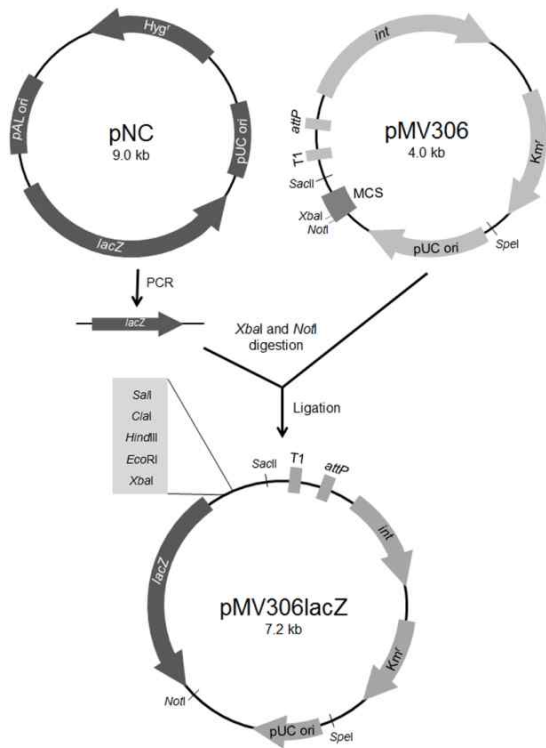 Hygʳ
pAL ori
pNC
9.0 kb
pUC ori
lacZ
int
attP
T1
pMV306
4.0 kb
Kmʳ
SacII
MCS
XbaI
NotI
pUC ori
SpeI
PCR
lacZ
XbaI and NotI
digestion
Ligation
SalI
ClaI
HindIII
EcoRI
XbaI
SacII
T1
attP
int
lacZ
pMV306lacZ
7.2 kb
Kmʳ
NotI
pUC ori
SpeI